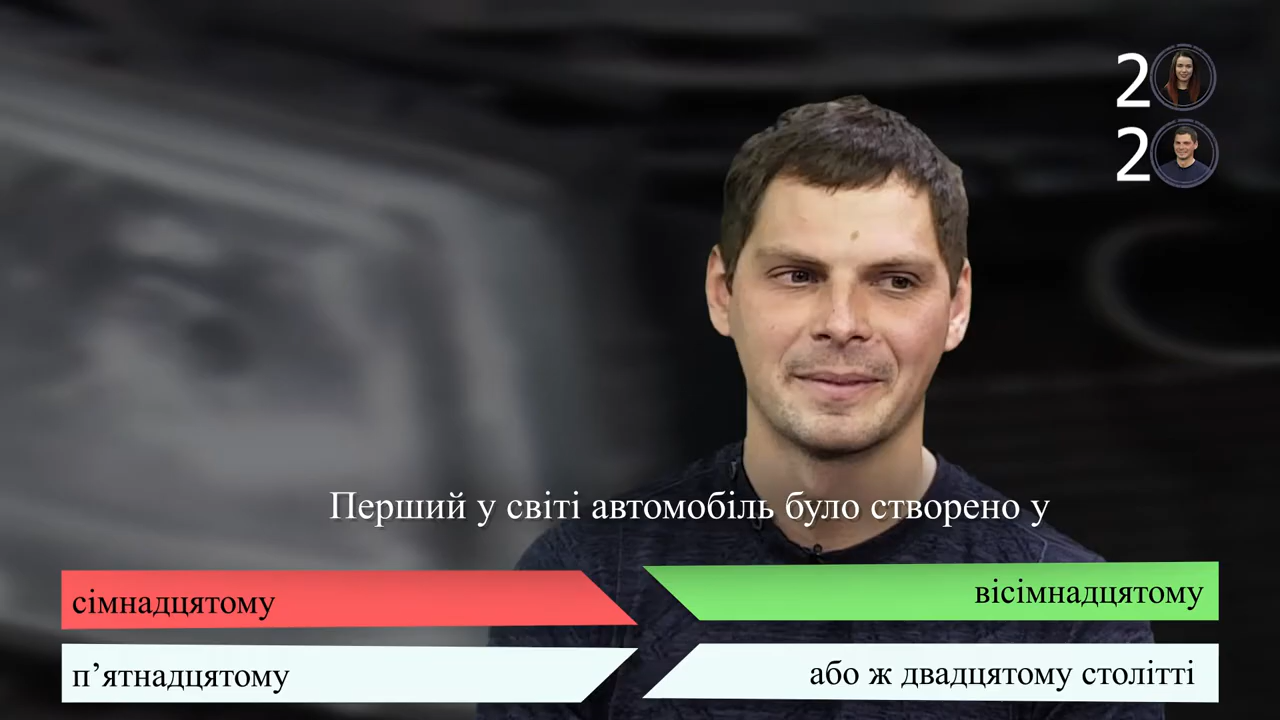 2
2
Перший у світі автомобіль було створено у
сімнадцятому
вісімнадцятому
п’ятнадцятому
або ж двадцятому столітті